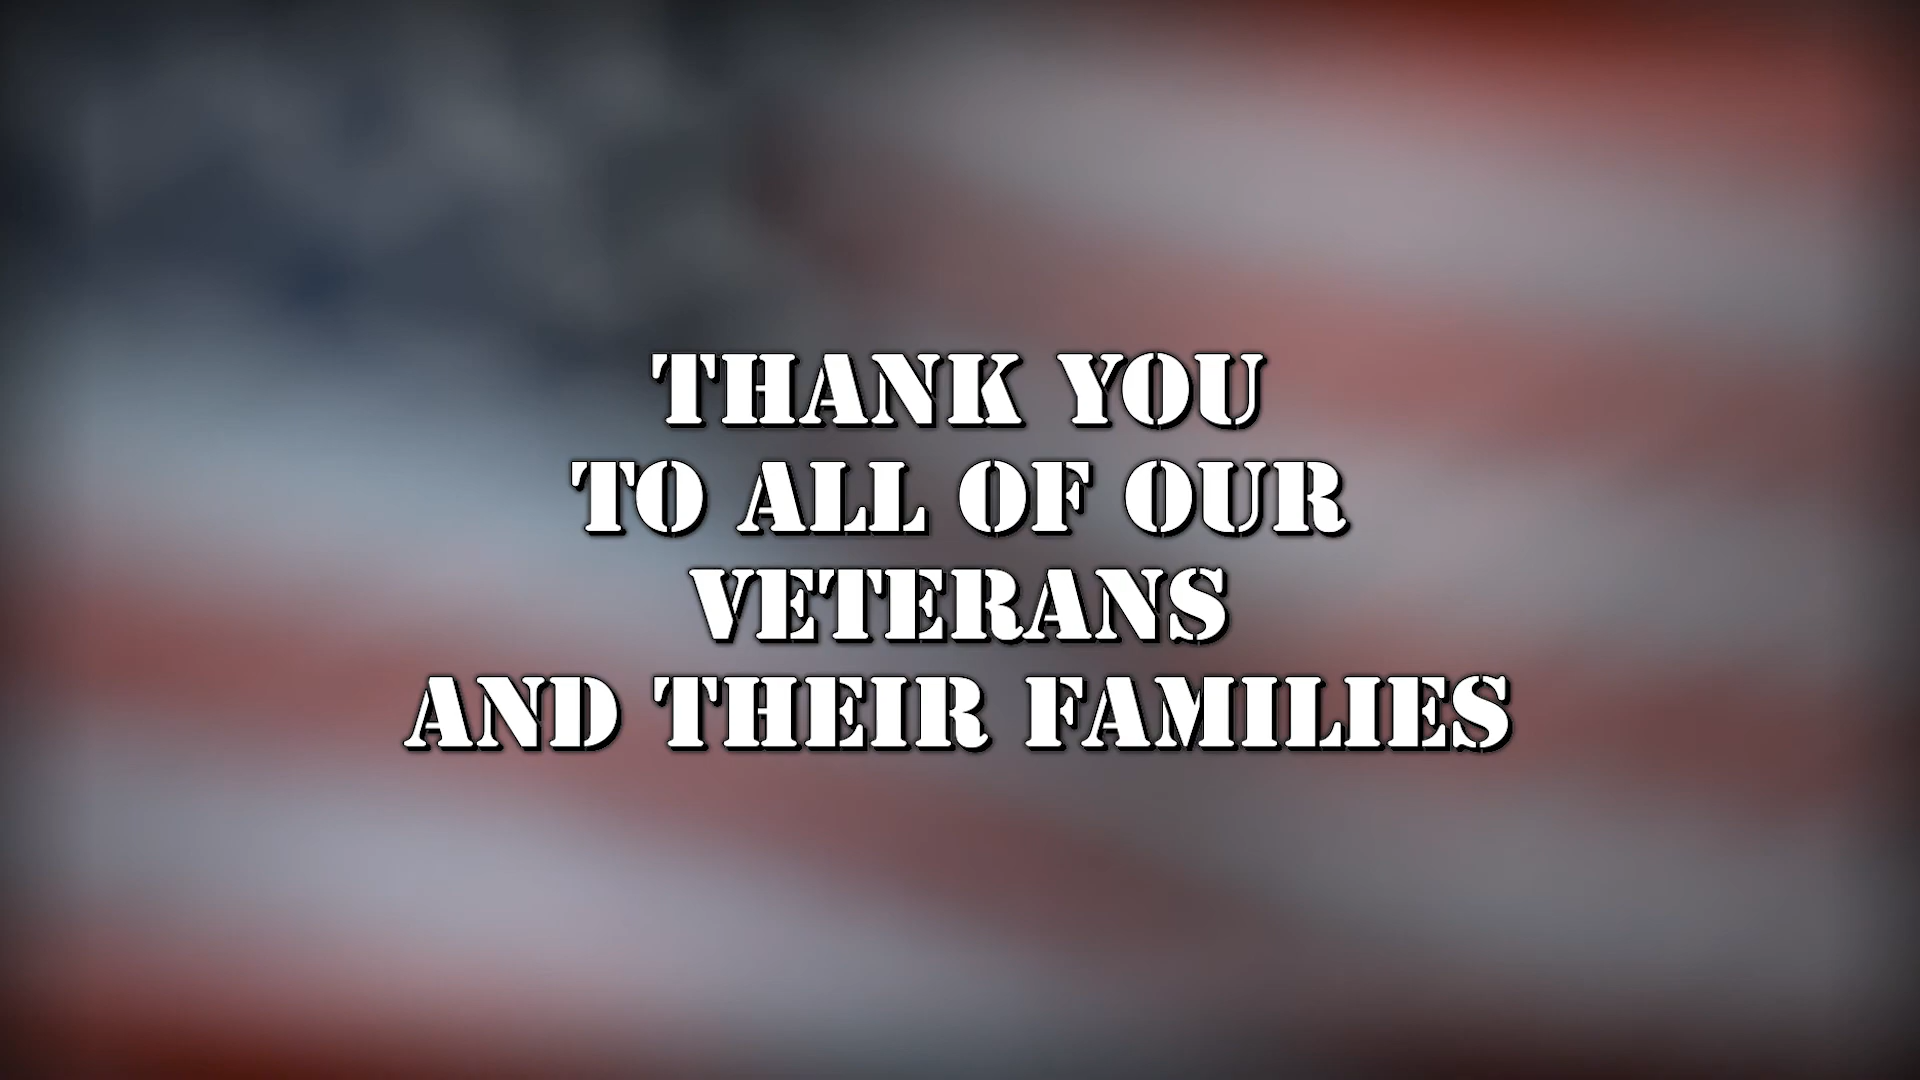 THANK YOU
TO ALL OF OUR
VETERANS
AND THEIR FAMILIES